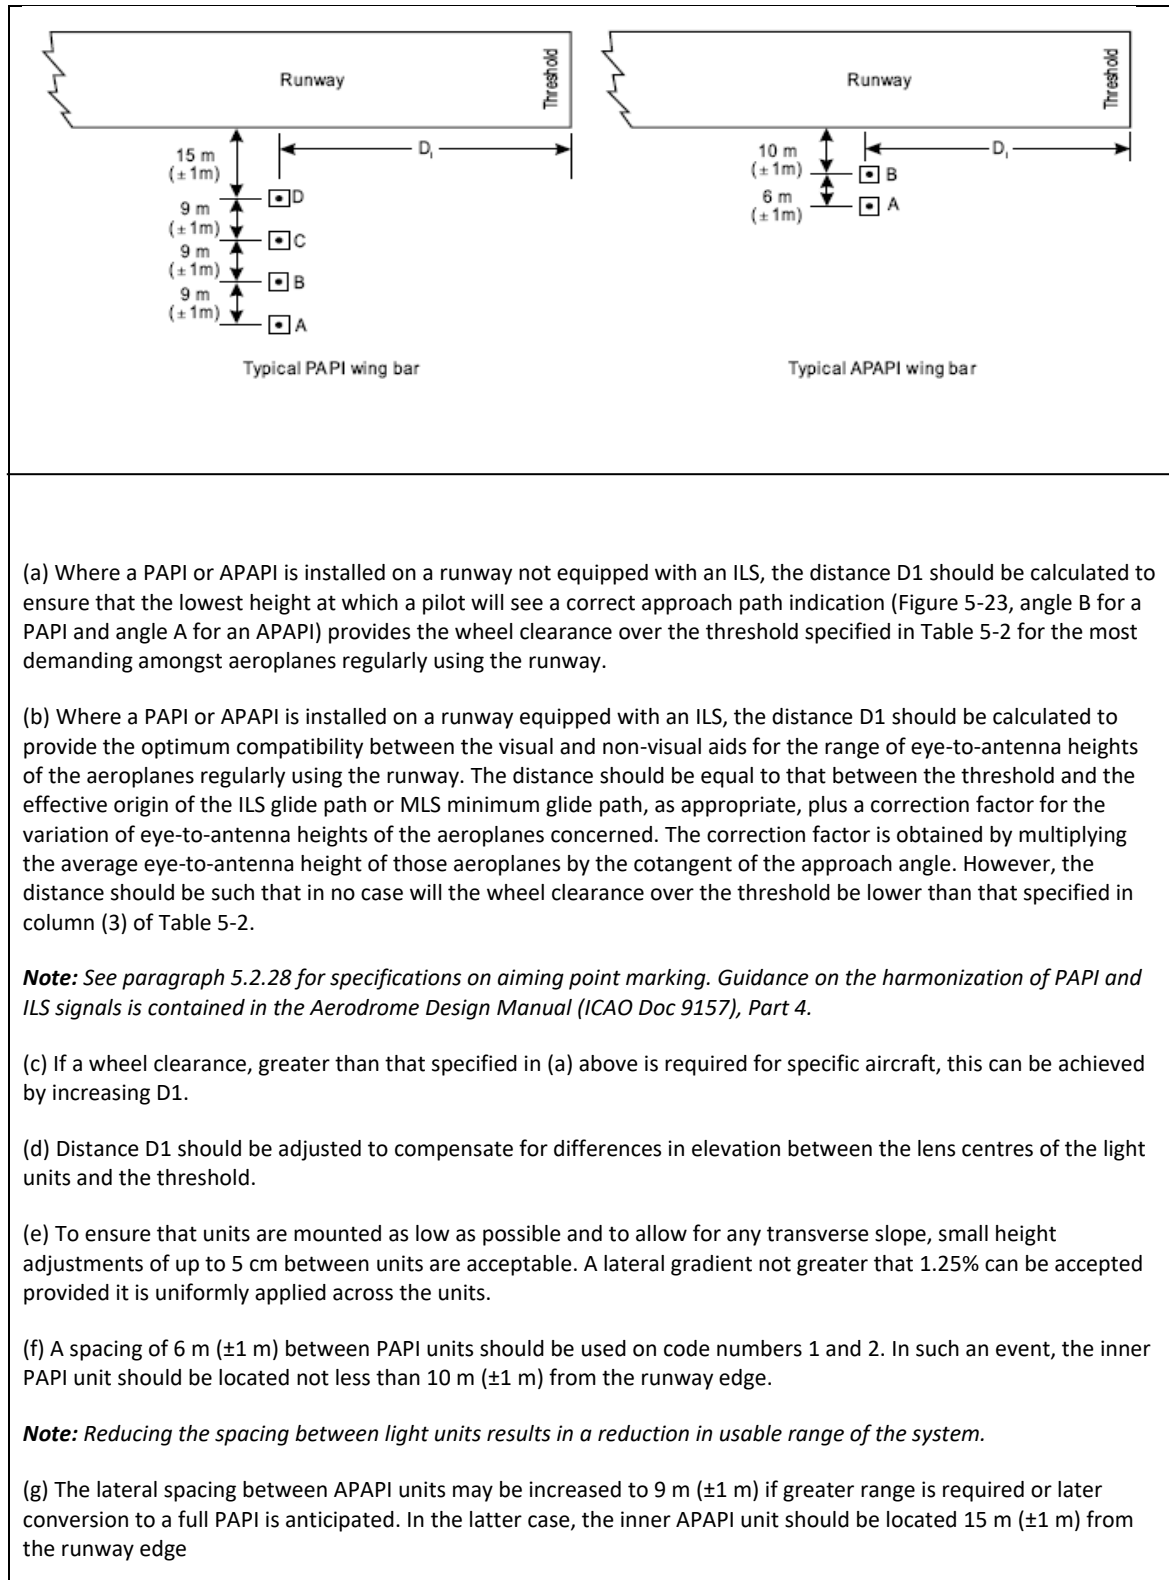 Runway
Threshold
15 m
(±1m)
D₁
D
9 m
(±1m)
C
9 m
(±1m)
B
9 m
(±1m)
A
Typical PAPI wing bar
Runway
Threshold
10 m
(±1m)
D₁
B
6 m
(±1m)
A
Typical APAPI wing bar
(a) Where a PAPI or APAPI is installed on a runway not equipped with an ILS, the distance D1 should be calculated to
ensure that the lowest height at which a pilot will see a correct approach path indication (Figure 5-23, angle B for a
PAPI and angle A for an APAPI) provides the wheel clearance over the threshold specified in Table 5-2 for the most
demanding amongst aeroplanes regularly using the runway.
(b) Where a PAPI or APAPI is installed on a runway equipped with an ILS, the distance D1 should be calculated to
provide the optimum compatibility between the visual and non-visual aids for the range of eye-to-antenna heights
of the aeroplanes regularly using the runway. The distance should be equal to that between the threshold and the
effective origin of the ILS glide path or MLS minimum glide path, as appropriate, plus a correction factor for the
variation of eye-to-antenna heights of the aeroplanes concerned. The correction factor is obtained by multiplying
the average eye-to-antenna height of those aeroplanes by the cotangent of the approach angle. However, the
distance should be such that in no case will the wheel clearance over the threshold be lower than that specified in
column (3) of Table 5-2.
Note: See paragraph 5.2.28 for specifications on aiming point marking. Guidance on the harmonization of PAPI and
ILS signals is contained in the Aerodrome Design Manual (ICAO Doc 9157), Part 4.
(c) If a wheel clearance, greater than that specified in (a) above is required for specific aircraft, this can be achieved
by increasing D1.
(d) Distance D1 should be adjusted to compensate for differences in elevation between the lens centres of the light
units and the threshold.
(e) To ensure that units are mounted as low as possible and to allow for any transverse slope, small height
adjustments of up to 5 cm between units are acceptable. A lateral gradient not greater that 1.25% can be accepted
provided it is uniformly applied across the units.
(f) A spacing of 6 m (±1 m) between PAPI units should be used on code numbers 1 and 2. In such an event, the inner
PAPI unit should be located not less than 10 m (±1 m) from the runway edge.
Note: Reducing the spacing between light units results in a reduction in usable range of the system.
(g) The lateral spacing between APAPI units may be increased to 9 m (±1 m) if greater range is required or later
conversion to a full PAPI is anticipated. In the latter case, the inner APAPI unit should be located 15 m (±1 m) from
the runway edge